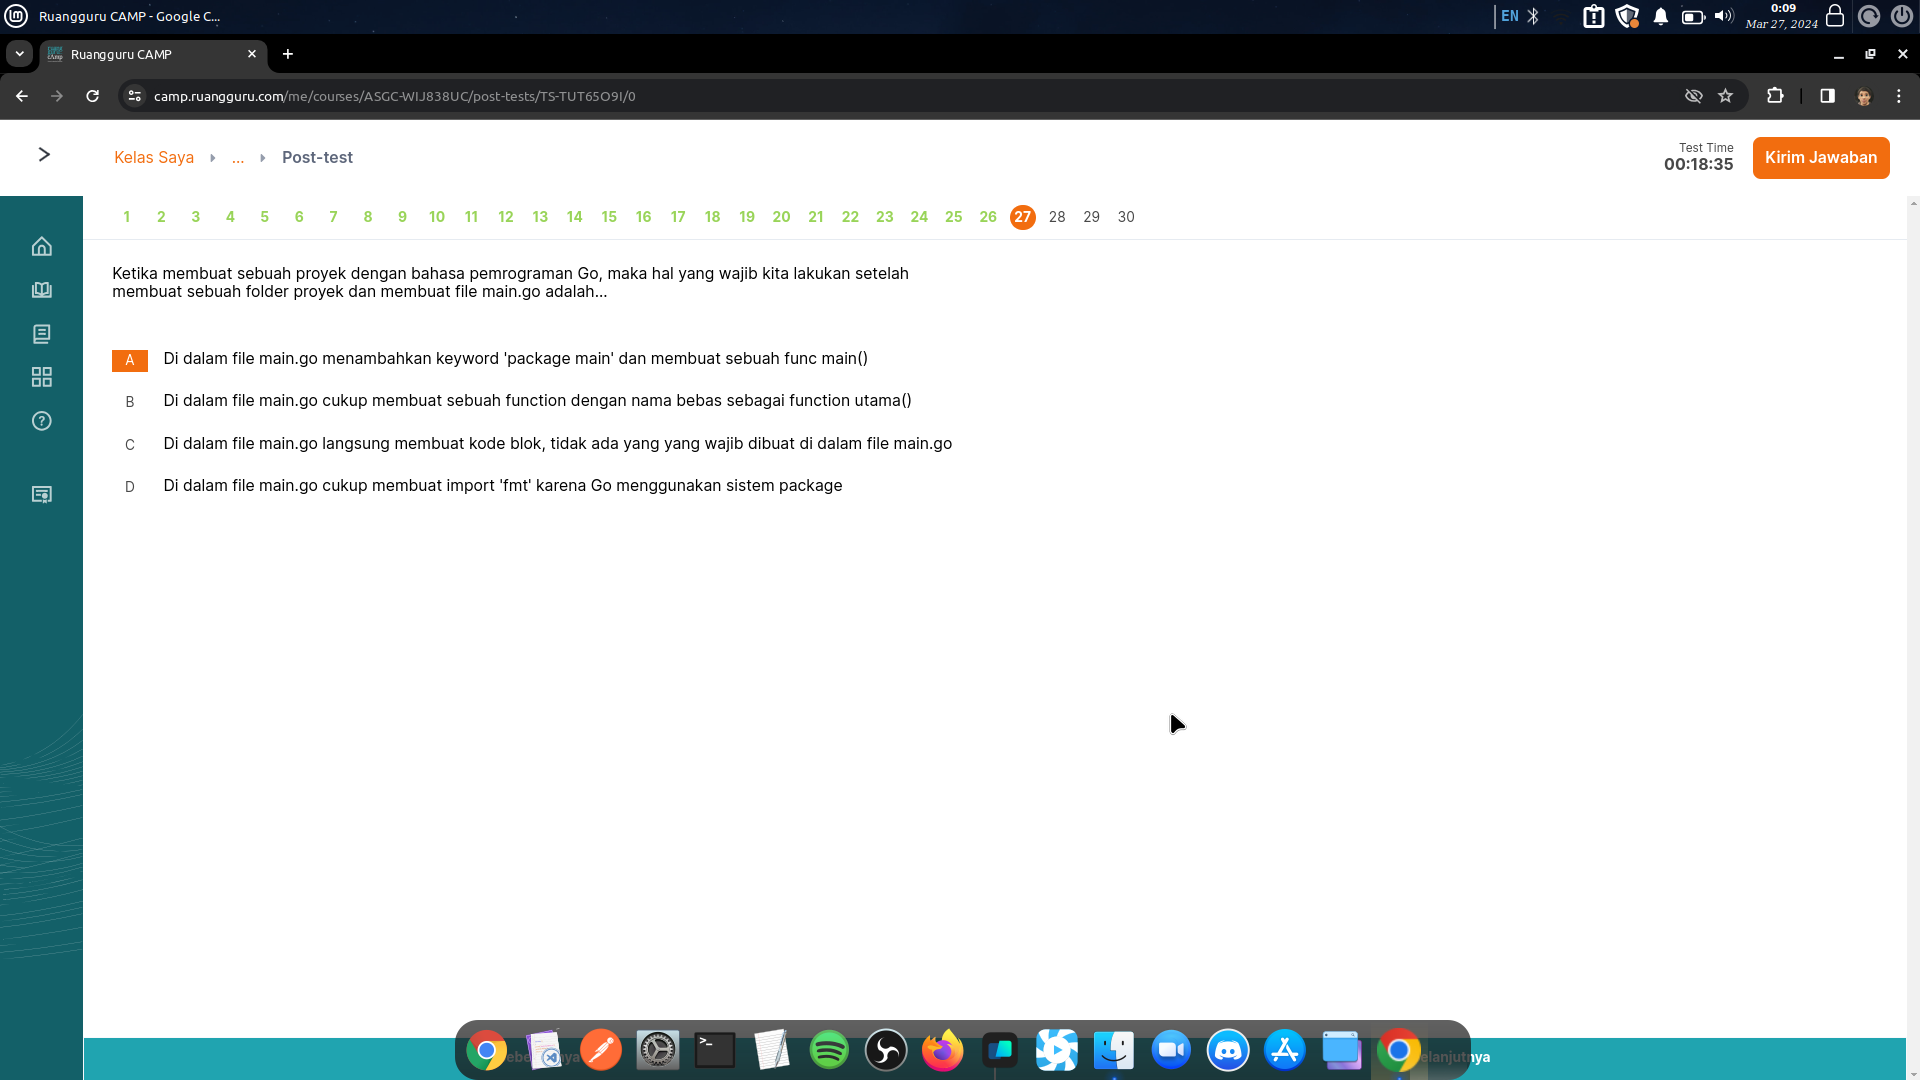 Ruangguru CAMP - Google C...
EN
0:09
Mar 27, 2024
Ruangguru CAMP
camp.ruangguru.com/me/courses/ASGC-WIJ838UC/post-tests/TS-TUT65O9I/0
Kelas Saya ... Post-test
Test Time
00:18:35
Kirim Jawaban
1 2 3 4 5 6 7 8 9 10 11 12 13 14 15 16 17 18 19 20 21 22 23 24 25 26 27 28 29 30
Ketika membuat sebuah proyek dengan bahasa pemrograman Go, maka hal yang wajib kita lakukan setelah
membuat sebuah folder proyek dan membuat file main.go adalah...
A Di dalam file main.go menambahkan keyword 'package main' dan membuat sebuah func main()
B Di dalam file main.go cukup membuat sebuah function dengan nama bebas sebagai function utama()
C Di dalam file main.go langsung membuat kode blok, tidak ada yang yang wajib dibuat di dalam file main.go
D Di dalam file main.go cukup membuat import 'fmt' karena Go menggunakan sistem package
elanjutnya